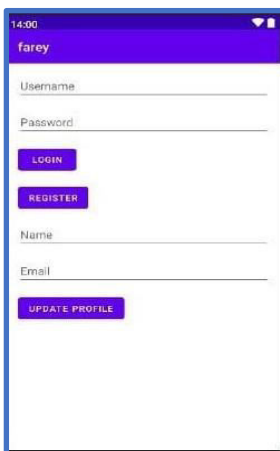 14:00
farey
Username
Password
LOGIN
REGISTER
Name
Email
UPDATE PROFILE